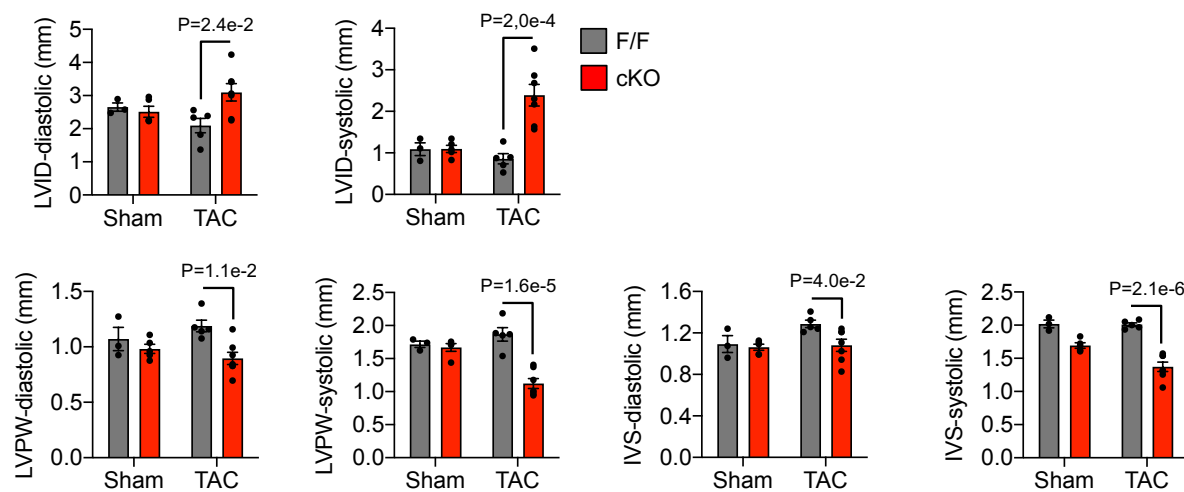 LVID-diastolic (mm)
5
4
3
2
1
0
P=2.4e-2
Sham
TAC
LVID-systolic (mm)
4
3
2
1
0
P=2,0e-4
Sham
TAC
F/F
cKO
LVPW-diastolic (mm)
1.5
1.0
0.5
0.0
P=1.1e-2
Sham
TAC
LVPW-systolic (mm)
2.5
2.0
1.5
1.0
0.5
0.0
P=1.6e-5
Sham
TAC
IVS-diastolic (mm)
1.6
1.2
0.8
0.4
0.0
P=4.0e-2
Sham
TAC
IVS-systolic (mm)
2.5
2.0
1.5
1.0
0.5
0.0
P=2.1e-6
Sham
TAC